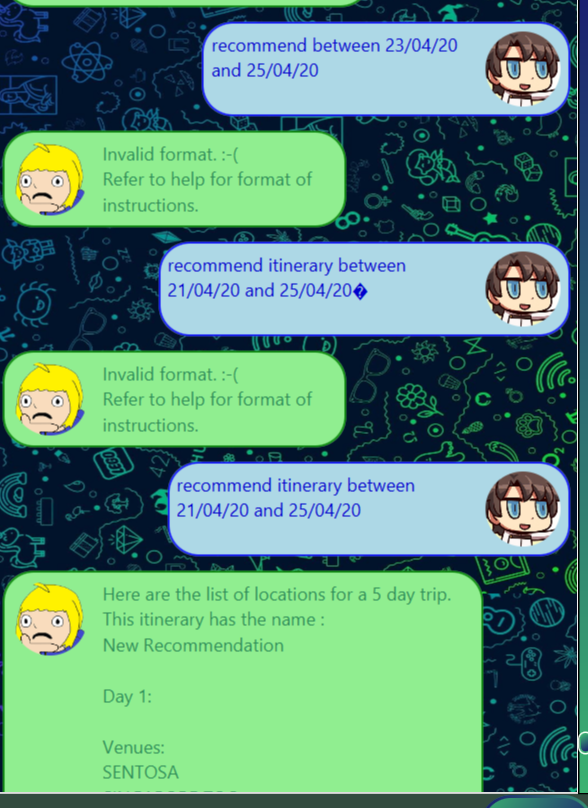 recommend between 23/04/20
and 25/04/20
Invalid format. :-(
Refer to help for format of
instructions.
recommend itinerary between
21/04/20 and 25/04/20�
Invalid format. :-(
Refer to help for format of
instructions.
recommend itinerary between
21/04/20 and 25/04/20
Here are the list of locations for a 5 day trip.
This itinerary has the name :
New Recommendation
Day 1:
Venues:
SENTOSA